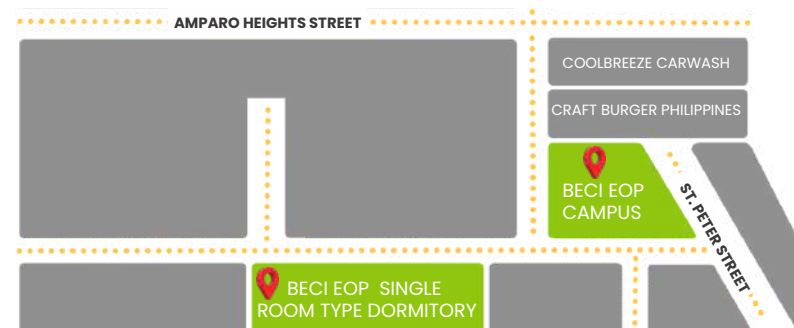 AMPARO HEIGHTS STREET
COOLBREEZE CARWASH
CRAFT BURGER PHILIPPINES
BECI EOP
CAMPUS
ST. PETER STREET
BECI EOP SINGLE
ROOM TYPE DORMITORY